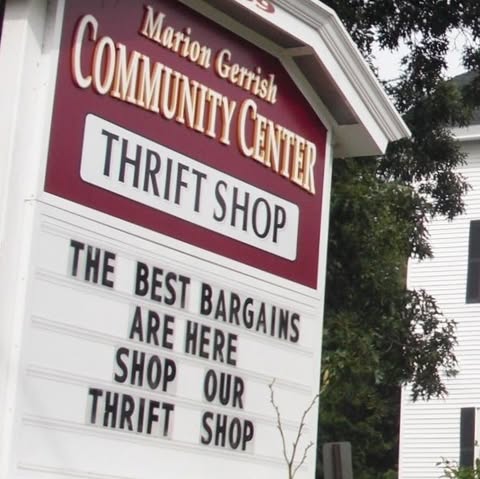 Marion Gerrish
COMMUNITY CENTER
THRIFT SHOP
THE BEST BARGAINS
ARE HERE
SHOP OUR
THRIFT SHOP